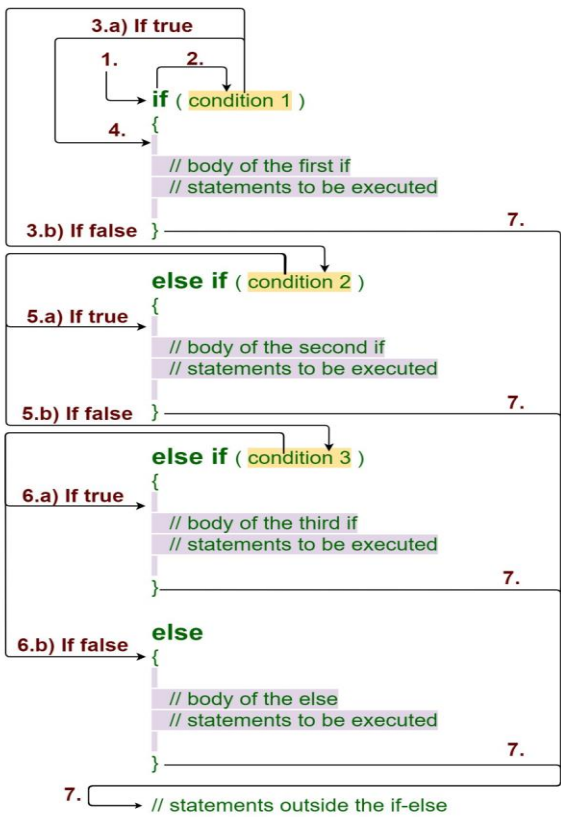 3.a) If true
1.
2.
if ( condition 1 )
4.
{
// body of the first if
// statements to be executed
3.b) If false } 7.
else if ( condition 2 )
{
5.a) If true
// body of the second if
// statements to be executed
5.b) If false } 7.
else if ( condition 3 )
{
6.a) If true
// body of the third if
// statements to be executed
} 7.
else
6.b) If false {
// body of the else
// statements to be executed
} 7.
7.
// statements outside the if-else